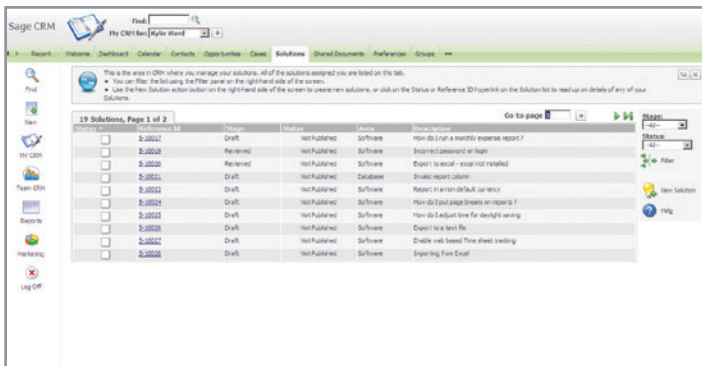 Sage CRM
Find:
My CRM for: Kylie Ward
Recent Welcome Dashboard Calendar Contacts Opportunities Cases Solutions Shared Documents Preferences Groups
Find
New
My CRM
Team CRM
Reports
Marketing
Log Off
This is the area in CRM where you manage your solutions. All of the solutions assigned you are listed on this tab.
• You can filter the list using the Filter panel on the right-hand side of the screen.
• Use the New Solution action button on the right-hand side of the screen to create new solutions, or click on the Status or Reference ID hyperlink on the Solution list to read up on details of any of your
Solutions.
19 Solutions, Page 1 of 2 Go to page
Status Reference Id Stage Status Area Description
S-10017 Draft Not Published Software How do I run a monthly expense report ?
S-10019 Reviewed Not Published Software Incorrect password on login
S-10020 Reviewed Not Published Software Export to excel - excel not installed
S-10021 Draft Not Published Database Invalid report column
S-10022 Draft Not Published Software Report in a non default currency
S-10024 Draft Not Published Software How do I put page breaks on reports ?
S-10025 Draft Not Published Software How do I adjust time for daylight saving
S-10026 Draft Not Published Software Export to a text file
S-10027 Draft Not Published Software Enable web based Time sheet tracking
S-10028 Draft Not Published Software Importing from Excel
Stage:
--All--
Status:
--All--
Filter
New Solution
Help